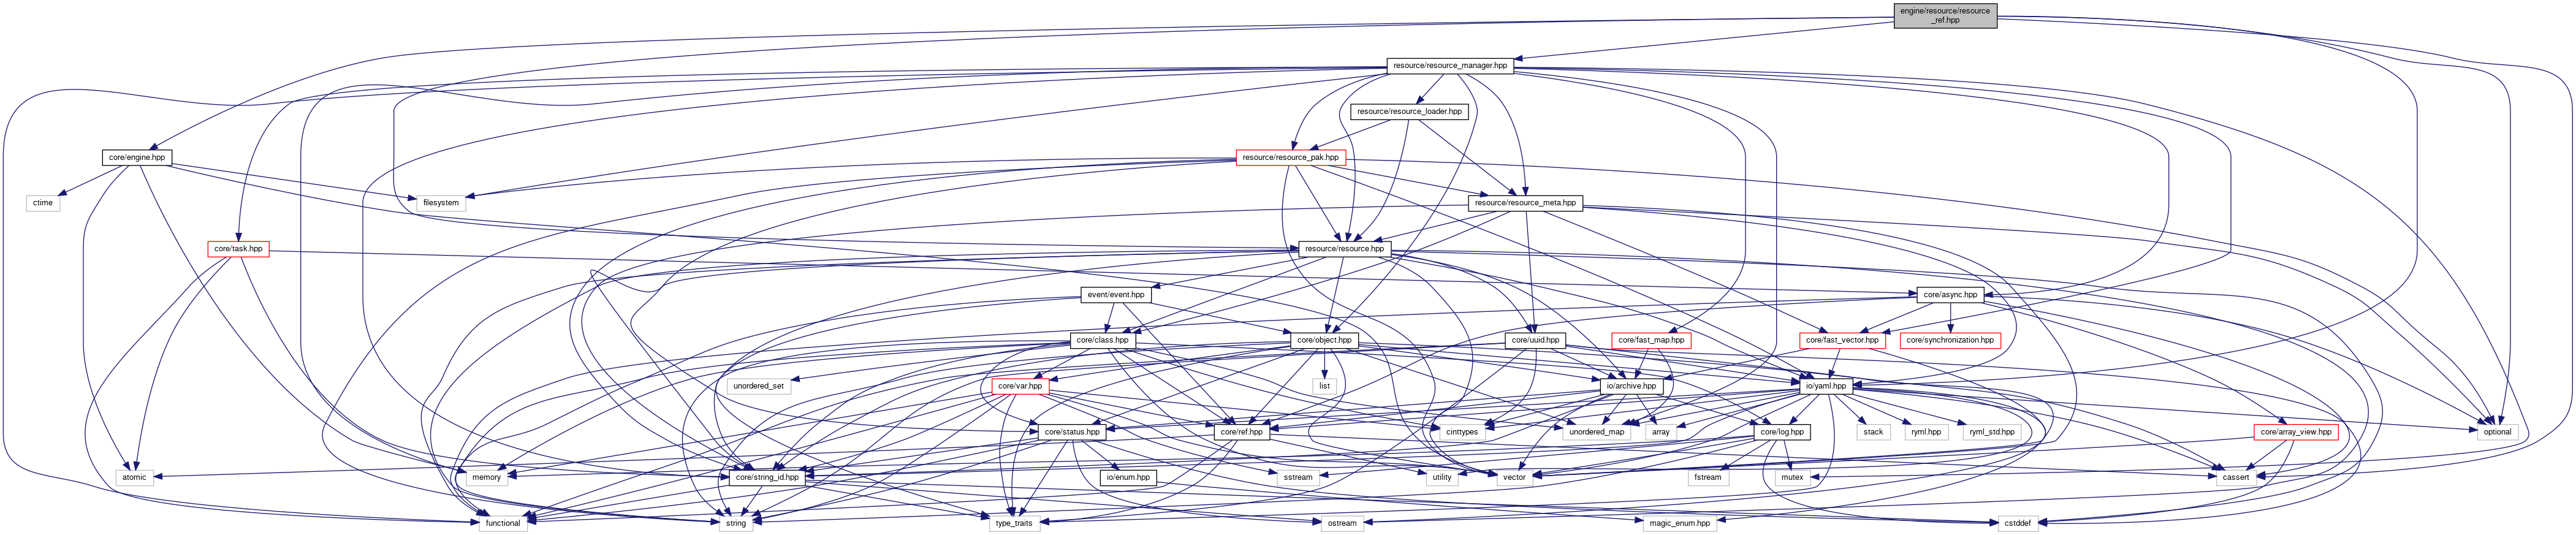 engine/resource/resource
_ref.hpp
resource/resource_manager.hpp
resource/resource_loader.hpp
core/engine.hpp
resource/resource_pak.hpp
ctime
filesystem
resource/resource_meta.hpp
core/task.hpp
resource/resource.hpp
event/event.hpp
core/async.hpp
core/class.hpp
core/object.hpp
core/uuid.hpp
core/fast_map.hpp
core/fast_vector.hpp
core/synchronization.hpp
unordered_set
core/var.hpp
list
io/archive.hpp
io/yaml.hpp
core/status.hpp
core/ref.hpp
cinttypes
unordered_map
array
core/log.hpp
stack
ryml.hpp
ryml_std.hpp
core/array_view.hpp
optional
atomic
memory
core/string_id.hpp
io/enum.hpp
sstream
utility
vector
fstream
mutex
cassert
functional
string
type_traits
ostream
magic_enum.hpp
cstddef